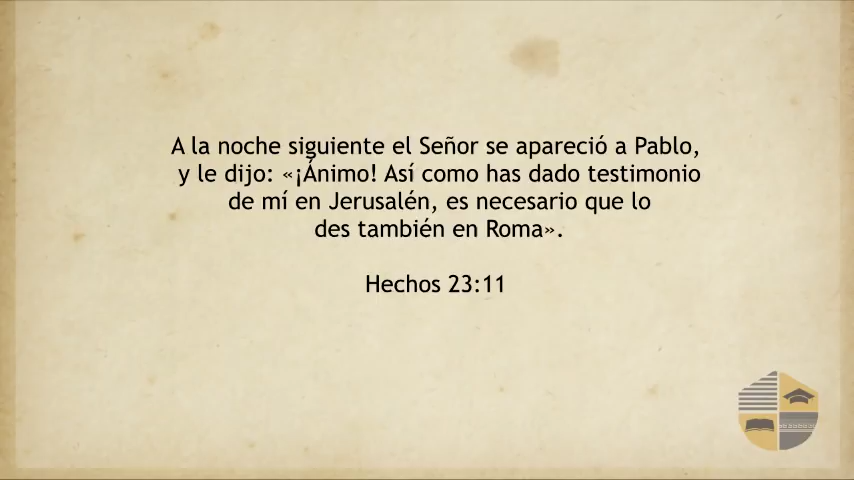 A la noche siguiente el Señor se apareció a Pablo,
y le dijo: «¡Ánimo! Así como has dado testimonio
de mí en Jerusalén, es necesario que lo
des también en Roma».
Hechos 23:11